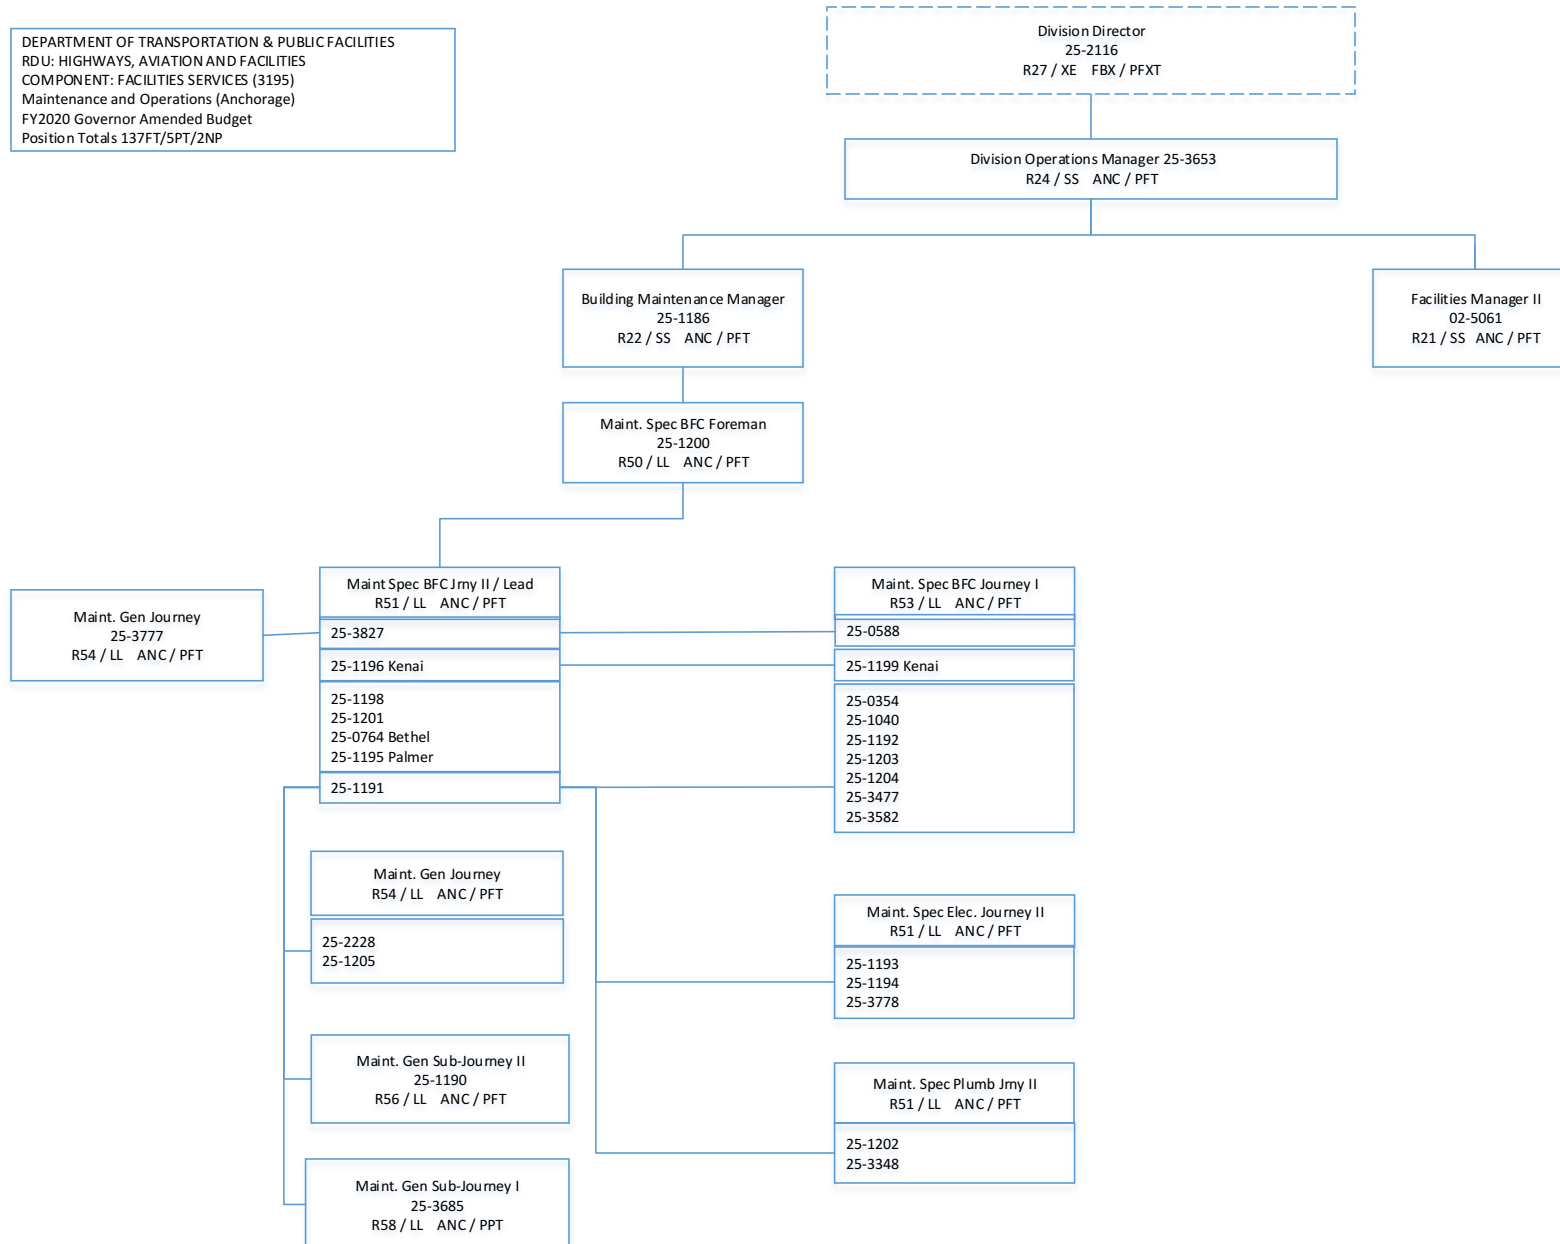 DEPARTMENT OF TRANSPORTATION & PUBLIC FACILITIES
RDU: HIGHWAYS, AVIATION AND FACILITIES
COMPONENT: FACILITIES SERVICES (3195)
Maintenance and Operations (Anchorage)
FY2020 Governor Amended Budget
Position Totals 137FT/5PT/2NP
Division Director
25-2116
R27 / XE FBX / PFXT
Division Operations Manager 25-3653
R24 / SS ANC / PFT
Building Maintenance Manager
25-1186
R22 / SS ANC / PFT
Facilities Manager II
02-5061
R21 / SS ANC / PFT
Maint. Spec BFC Foreman
25-1200
R50 / LL ANC / PFT
Maint. Gen Journey
25-3777
R54 / LL ANC / PFT
Maint Spec BFC Jrny II / Lead
R51 / LL ANC / PFT
25-3827
25-1196 Kenai
25-1198
25-1201
25-0764 Bethel
25-1195 Palmer
25-1191
Maint. Spec BFC Journey I
R53 / LL ANC / PFT
25-0588
25-1199 Kenai
25-0354
25-1040
25-1192
25-1203
25-1204
25-3477
25-3582
Maint. Gen Journey
R54 / LL ANC / PFT
25-2228
25-1205
Maint. Spec Elec. Journey II
R51 / LL ANC / PFT
25-1193
25-1194
25-3778
Maint. Gen Sub-Journey II
25-1190
R56 / LL ANC / PFT
Maint. Spec Plumb Jrny II
R51 / LL ANC / PFT
25-1202
25-3348
Maint. Gen Sub-Journey I
25-3685
R58 / LL ANC / PPT